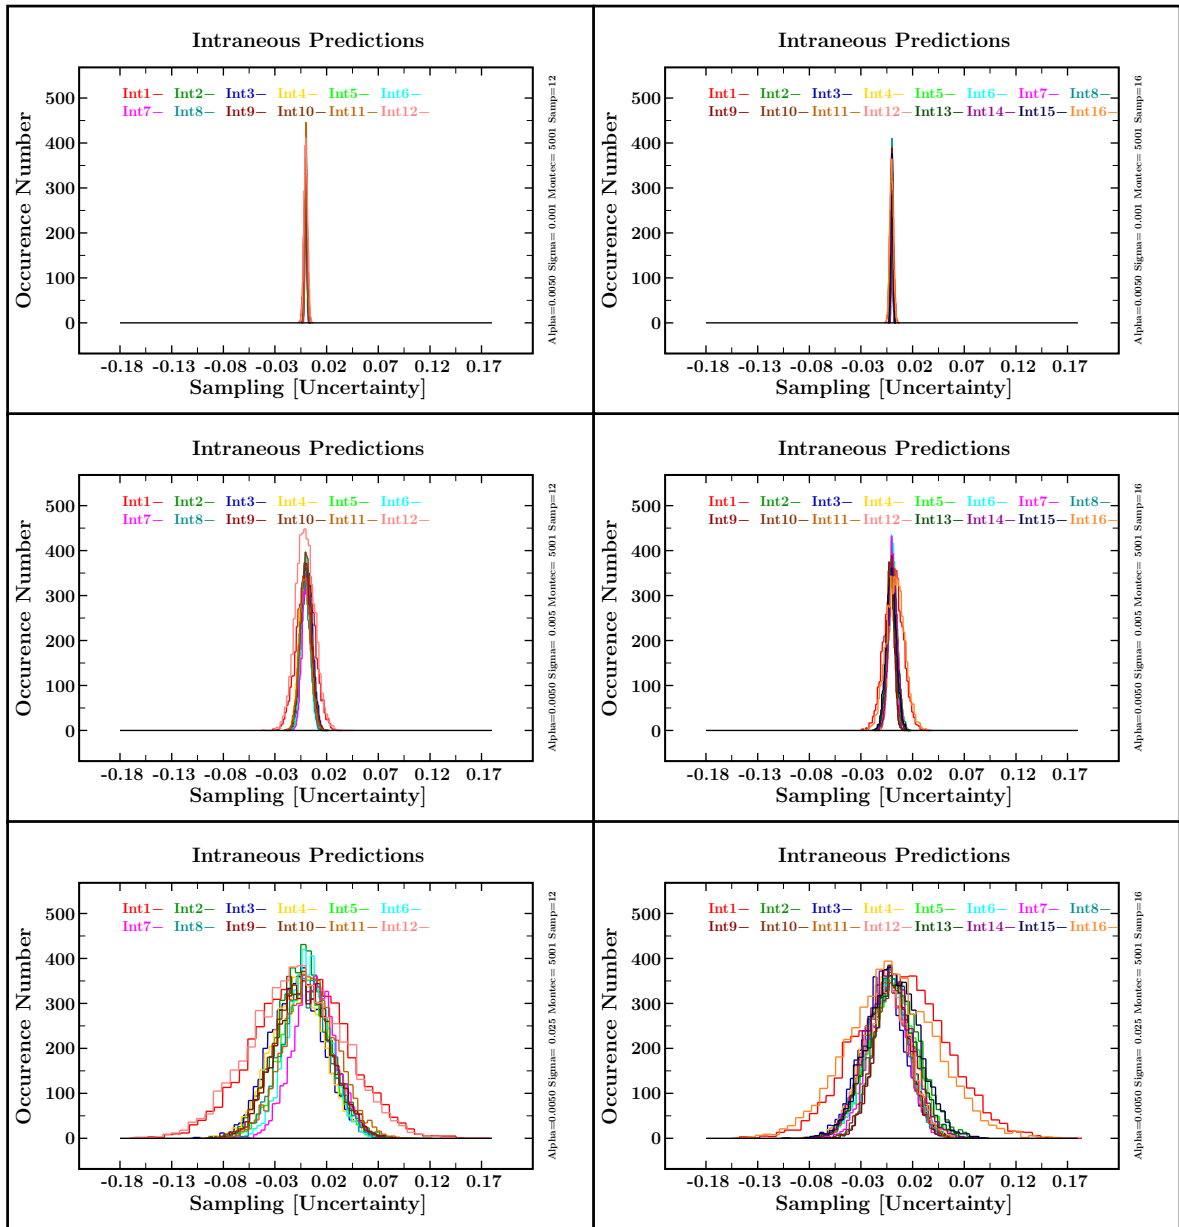 Intraneous Predictions
Int1 Int2 Int3 Int4 Int5 Int6
Int7 Int8 Int9 Int10 Int11 Int12
500
400
300
200
100
0
Occurence Number
-0.18 -0.13 -0.08 -0.03 0.02 0.07 0.12 0.17
Sampling [Uncertainty]
Alpha=0.0050 Sigma= 0.001 Montec= 5001 Samp=12
Intraneous Predictions
Int1 Int2 Int3 Int4 Int5 Int6 Int7 Int8
Int9 Int10 Int11 Int12 Int13 Int14 Int15 Int16
500
400
300
200
100
0
Occurence Number
-0.18 -0.13 -0.08 -0.03 0.02 0.07 0.12 0.17
Sampling [Uncertainty]
Alpha=0.0050 Sigma= 0.001 Montec= 5001 Samp=16
Intraneous Predictions
Int1 Int2 Int3 Int4 Int5 Int6
Int7 Int8 Int9 Int10 Int11 Int12
500
400
300
200
100
0
Occurence Number
-0.18 -0.13 -0.08 -0.03 0.02 0.07 0.12 0.17
Sampling [Uncertainty]
Alpha=0.0050 Sigma= 0.005 Montec= 5001 Samp=12
Intraneous Predictions
Int1 Int2 Int3 Int4 Int5 Int6 Int7 Int8
Int9 Int10 Int11 Int12 Int13 Int14 Int15 Int16
500
400
300
200
100
0
Occurence Number
-0.18 -0.13 -0.08 -0.03 0.02 0.07 0.12 0.17
Sampling [Uncertainty]
Alpha=0.0050 Sigma= 0.005 Montec= 5001 Samp=16
Intraneous Predictions
Int1 Int2 Int3 Int4 Int5 Int6
Int7 Int8 Int9 Int10 Int11 Int12
500
400
300
200
100
0
Occurence Number
-0.18 -0.13 -0.08 -0.03 0.02 0.07 0.12 0.17
Sampling [Uncertainty]
Alpha=0.0050 Sigma= 0.025 Montec= 5001 Samp=12
Intraneous Predictions
Int1 Int2 Int3 Int4 Int5 Int6 Int7 Int8
Int9 Int10 Int11 Int12 Int13 Int14 Int15 Int16
500
400
300
200
100
0
Occurence Number
-0.18 -0.13 -0.08 -0.03 0.02 0.07 0.12 0.17
Sampling [Uncertainty]
Alpha=0.0050 Sigma= 0.025 Montec= 5001 Samp=16